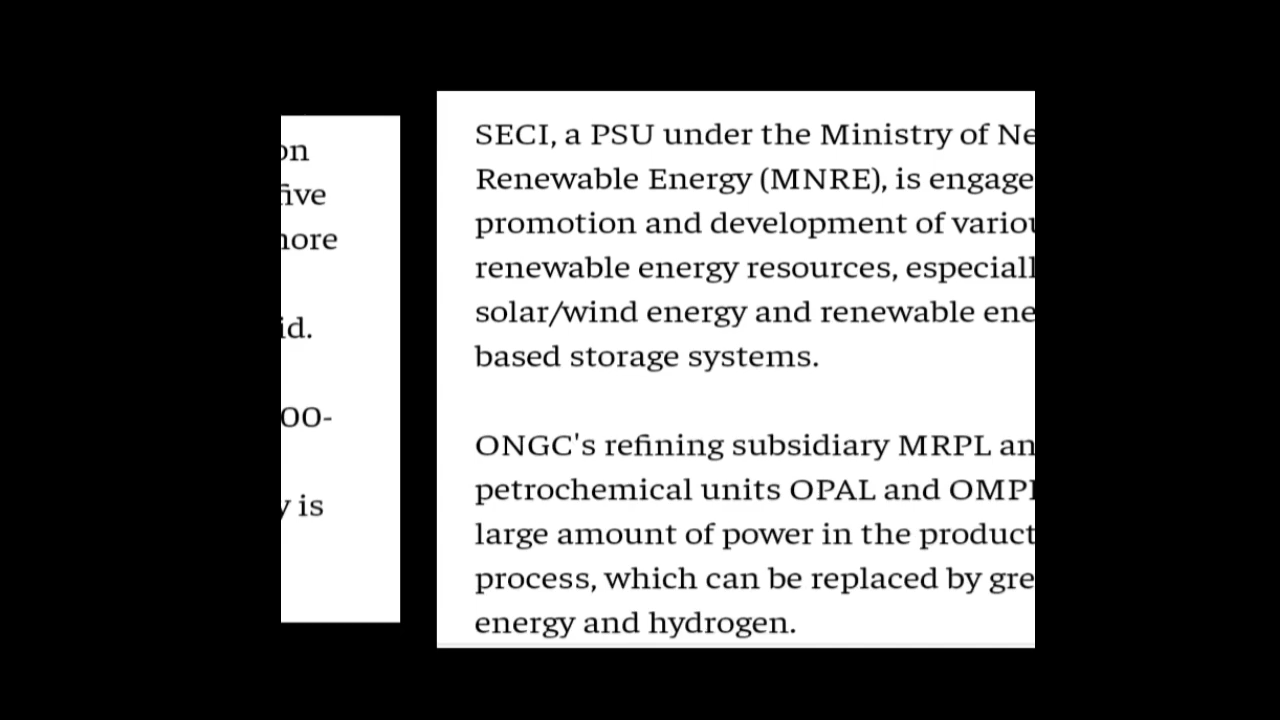 on
five
more
id.
00-
y is
SECI, a PSU under the Ministry of Ne
Renewable Energy (MNRE), is engage
promotion and development of variou
renewable energy resources, especiall
solar/wind energy and renewable ene
based storage systems.
ONGC's refining subsidiary MRPL an
petrochemical units OPAL and OMPL
large amount of power in the product
process, which can be replaced by gre
energy and hydrogen.